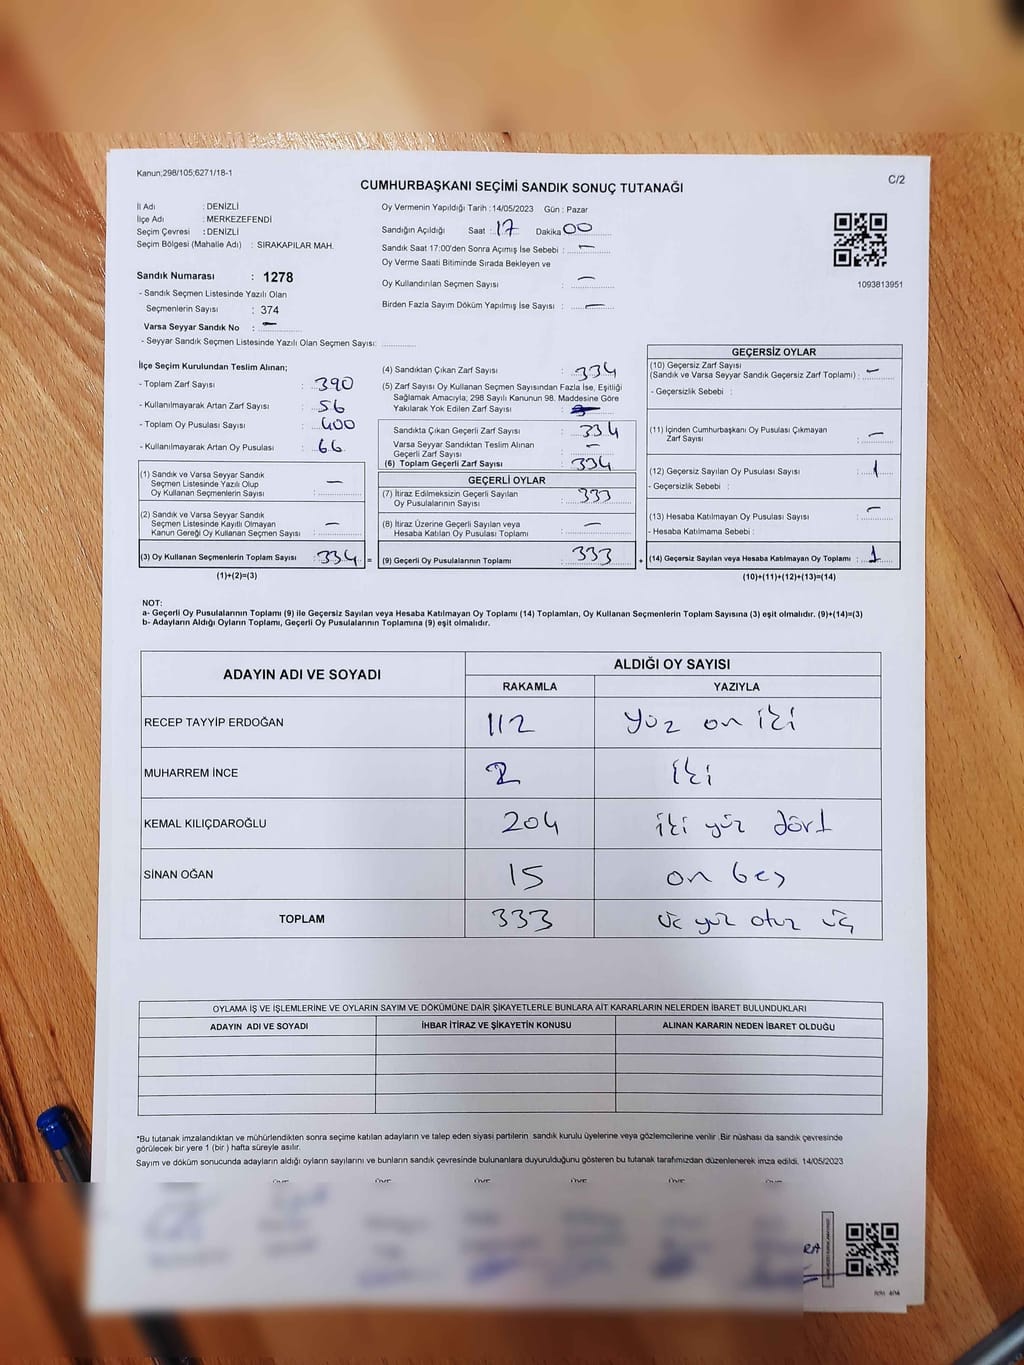 Kanun;298/105;6271/18-1
C/2
CUMHURBAŞKANI SEÇİMİ SANDIK SONUÇ TUTANAĞI
İl Adı : DENİZLİ
İlçe Adı : MERKEZEFENDİ
Seçim Çevresi : DENİZLİ
Seçim Bölgesi (Mahalle Adı) : SIRAKAPILAR MAH.
Sandık Numarası : 1278
- Sandık Seçmen Listesinde Yazılı Olan
Seçmenlerin Sayısı : 374
Varsa Seyyar Sandık No : -
- Seyyar Sandık Seçmen Listesinde Yazılı Olan Seçmen Sayısı:
Oy Vermenin Yapıldığı Tarih :14/05/2023 Gün : Pazar
Sandığın Açıldığı Saat : 17 Dakika 00
Sandık Saat 17:00'den Sonra Açımış İse Sebebi : -
Oy Verme Saati Bitiminde Sırada Bekleyen ve
Oy Kullandırılan Seçmen Sayısı : -
Birden Fazla Sayım Döküm Yapılmış İse Sayısı : -
1093813951
İlçe Seçim Kurulundan Teslim Alınan;
- Toplam Zarf Sayısı : 390
- Kullanılmayarak Artan Zarf Sayısı : 56
- Toplam Oy Pusulası Sayısı : 400
- Kullanılmayarak Artan Oy Pusulası : 66
(1) Sandık ve Varsa Seyyar Sandık
Seçmen Listesinde Yazılı Olup
Oy Kullanan Seçmenlerin Sayısı : -
(2) Sandık ve Varsa Seyyar Sandık
Seçmen Listesinde Kayıtlı Olmayan
Kanun Gereği Oy Kullanan Seçmen Sayısı : -
(3) Oy Kullanan Seçmenlerin Toplam Sayısı : 334 =
(1)+(2)=(3)
(4) Sandıktan Çıkan Zarf Sayısı : 334
(5) Zarf Sayısı Oy Kullanan Seçmen Sayısından Fazla İse, Eşitliği
Sağlamak Amacıyla; 298 Sayılı Kanunun 98. Maddesine Göre
Yakılarak Yok Edilen Zarf Sayısı :
Sandıkta Çıkan Geçerli Zarf Sayısı : 334
Varsa Seyyar Sandıktan Teslim Alınan
Geçerli Zarf Sayısı : -
(6) Toplam Geçerli Zarf Sayısı : 334
GEÇERLİ OYLAR
(7) İtiraz Edilmeksizin Geçerli Sayılan
Oy Pusulalarının Sayısı : 333
(8) İtiraz Üzerine Geçerli Sayılan veya
Hesaba Katılan Oy Pusulaları Toplamı : -
(9) Geçerli Oy Pusulalarının Toplamı : 333 +
GEÇERSİZ OYLAR
(10) Geçersiz Zarf Sayısı
(Sandık ve Varsa Seyyar Sandık Geçersiz Zarf Toplamı) : -
- Geçersizlik Sebebi :
(11) İçinden Cumhurbaşkanı Oy Pusulası Çıkmayan
Zarf Sayısı : -
(12) Geçersiz Sayılan Oy Pusulası Sayısı : 1
- Geçersizlik Sebebi :
(13) Hesaba Katılmayan Oy Pusulası Sayısı : -
- Hesaba Katılmama Sebebi :
(14) Geçersiz Sayılan veya Hesaba Katılmayan Oy Toplamı : 1
(10)+(11)+(12)+(13)=(14)
NOT:
a- Geçerli Oy Pusulalarının Toplamı (9) ile Geçersiz Sayılan veya Hesaba Katılmayan Oy Toplamı (14) Toplamları, Oy Kullanan Seçmenlerin Toplam Sayısına (3) eşit olmalıdır. (9)+(14)=(3)
b- Adayların Aldığı Oyların Toplamı, Geçerli Oy Pusulalarının Toplamına (9) eşit olmalıdır.
ADAYIN ADI VE SOYADI
ALDIĞI OY SAYISI
RAKAMLA YAZIYLA
RECEP TAYYİP ERDOĞAN 112 yüz on iki
MUHARREM İNCE 2 iki
KEMAL KILIÇDAROĞLU 204 iki yüz dört
SİNAN OĞAN 15 on beş
TOPLAM 333 üç yüz otuz üç
OYLAMA İŞ VE İŞLEMLERİNE VE OYLARIN SAYIM VE DÖKÜMÜNE DAİR ŞİKAYETLERLE BUNLARA AİT KARARLARIN NELERDEN İBARET BULUNDUKLARI
ADAYIN ADI VE SOYADI İHBAR İTİRAZ VE ŞİKAYETİN KONUSU ALINAN KARARIN NEDEN İBARET OLDUĞU
*Bu tutanak imzalandıktan ve mühürlendikten sonra seçime katılan adayların ve talep eden siyasi partilerin sandık kurulu üyelerine veya gözlemcilerine verilir .Bir nüshası da sandık çevresinde
görülecek bir yere 1 (bir ) hafta süreyle asılır.
Sayım ve döküm sonucunda adayların aldığı oyların sayılarını ve bunların sandık çevresinde bulunanlara duyurulduğunu gösteren bu tutanak tarafımızdan düzenlenerek imza edildi. 14/05/2023